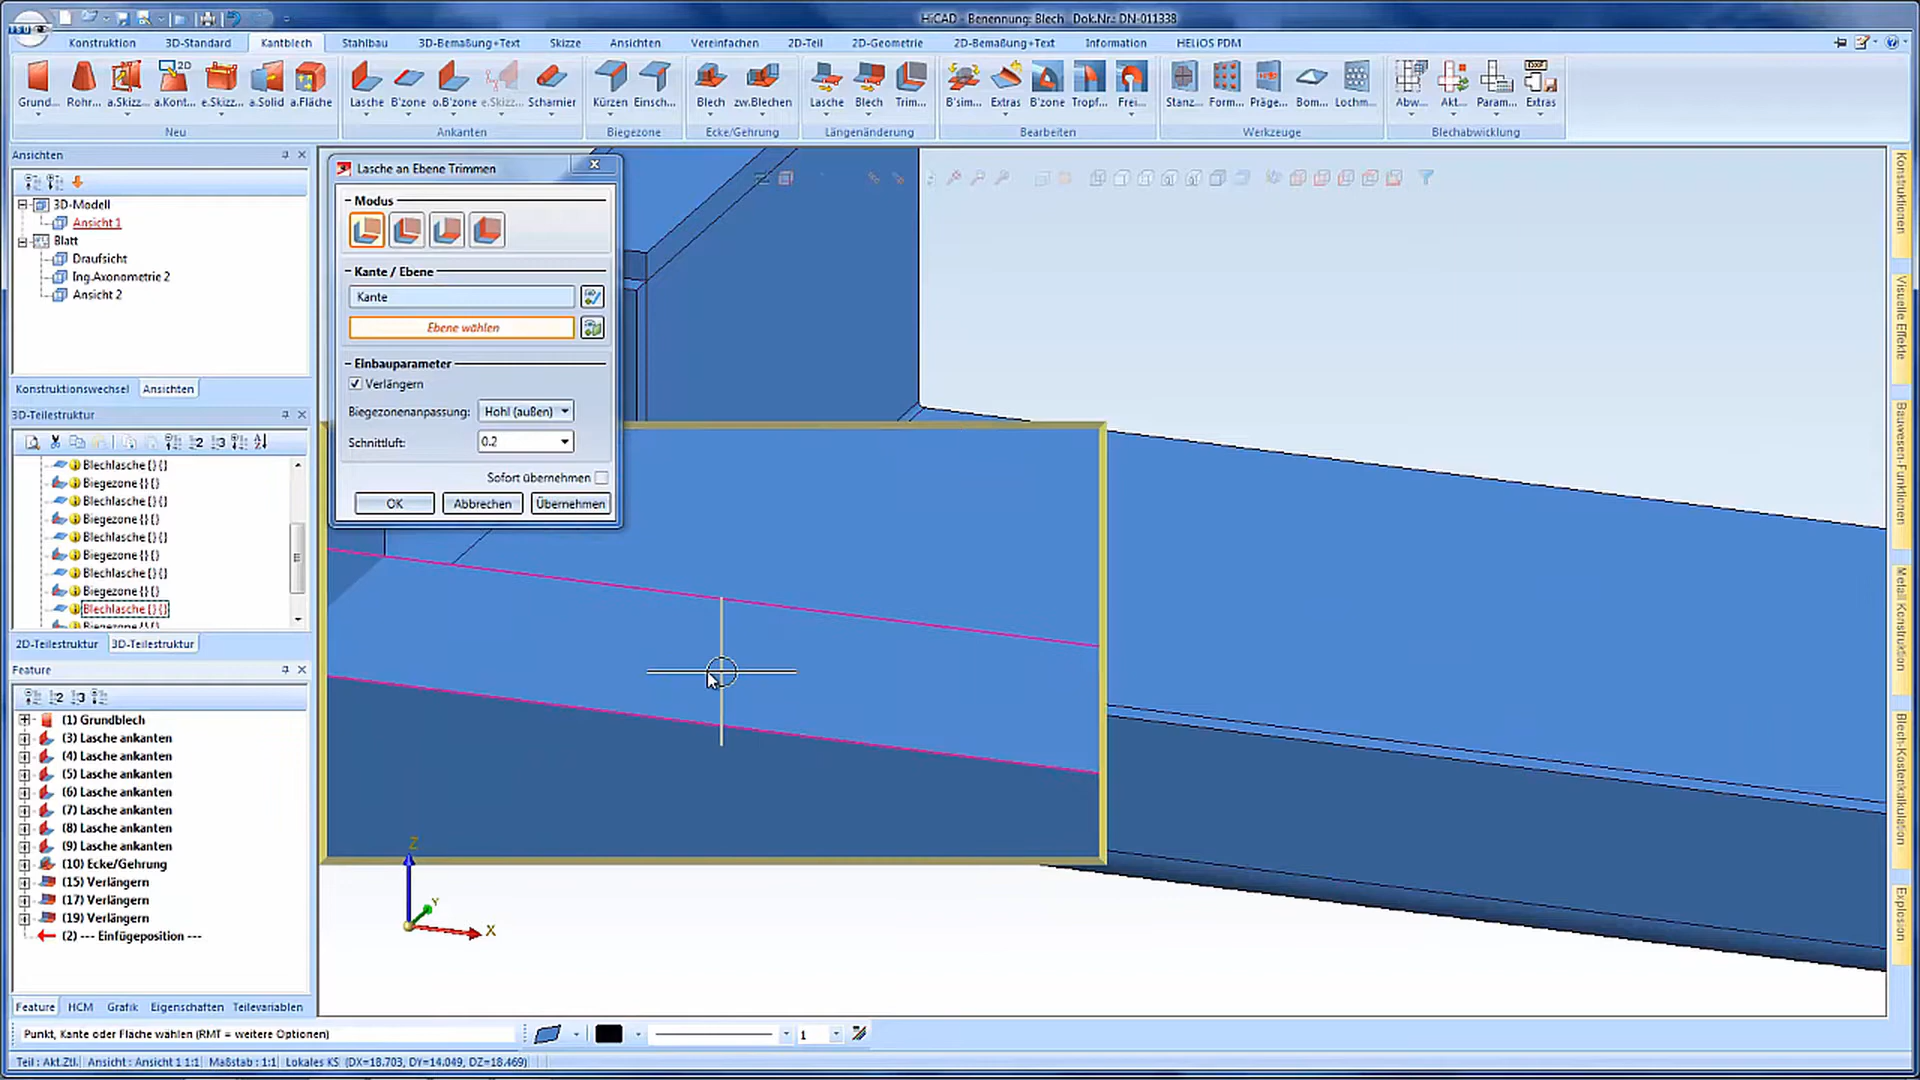 HiCAD - Benennung: Blech Dok.Nr.: DN-011338
Konstruktion 3D-Standard Kantblech Stahlbau 3D-Bemaßung+Text Skizze Ansichten Vereinfachen 2D-Teil 2D-Geometrie 2D-Bemaßung+Text Information HELiOS PDM
Grund... Rohr... a.Skizz... a.Kont... e.Skizz... a.Solid a.Fläche Lasche B'zone o.B'zone e.Skizz... Scharnier Kürzen Einsch... Blech zw.Blechen Lasche Blech Trim... B'sim... Extras B'zone Tropf... Frei... Stanz... Form... Präge... Bom... Lochm... Abw... Akt... Param... Extras
Neu Ankanten Biegezone Ecke/Gehrung Längenänderung Bearbeiten Werkzeuge Blechabwicklung
Ansichten
3D-Modell
Ansicht 1
Blatt
Draufsicht
Ing.Axonometrie 2
Ansicht 2
Konstruktionswechsel Ansichten
3D-Teilestruktur
Blechlasche {} {}
Biegezone {} {}
Blechlasche {} {}
Biegezone {} {}
Blechlasche {} {}
Biegezone {} {}
Blechlasche {} {}
Biegezone {} {}
Blechlasche {} {}
Biegezone {} {}
2D-Teilestruktur 3D-Teilestruktur
Feature
(1) Grundblech
(3) Lasche ankanten
(4) Lasche ankanten
(5) Lasche ankanten
(6) Lasche ankanten
(7) Lasche ankanten
(8) Lasche ankanten
(9) Lasche ankanten
(10) Ecke/Gehrung
(15) Verlängern
(17) Verlängern
(19) Verlängern
(2) --- Einfügeposition ---
Feature HCM Grafik Eigenschaften Teilevariablen
Lasche an Ebene Trimmen
Modus
Kante / Ebene
Kante
Ebene wählen
Einbauparameter
Verlängern
Biegezonenanpassung: Hohl (außen)
Schnittluft: 0.2
Sofort übernehmen
OK Abbrechen Übernehmen
Z
Y
X
Konstruktionen
Visuelle Effekte
Bauwesen-Funktionen
Metall Konstruktion
Blech-Kostenkalkulation
Explosion
Punkt, Kante oder Fläche wählen (RMT = weitere Optionen) 1
Teil : Akt.Ztl. Ansicht : Ansicht 1 1:1 Maßstab : 1:1 Lokales KS (DX=18.703, DY=14.049, DZ=18.469)